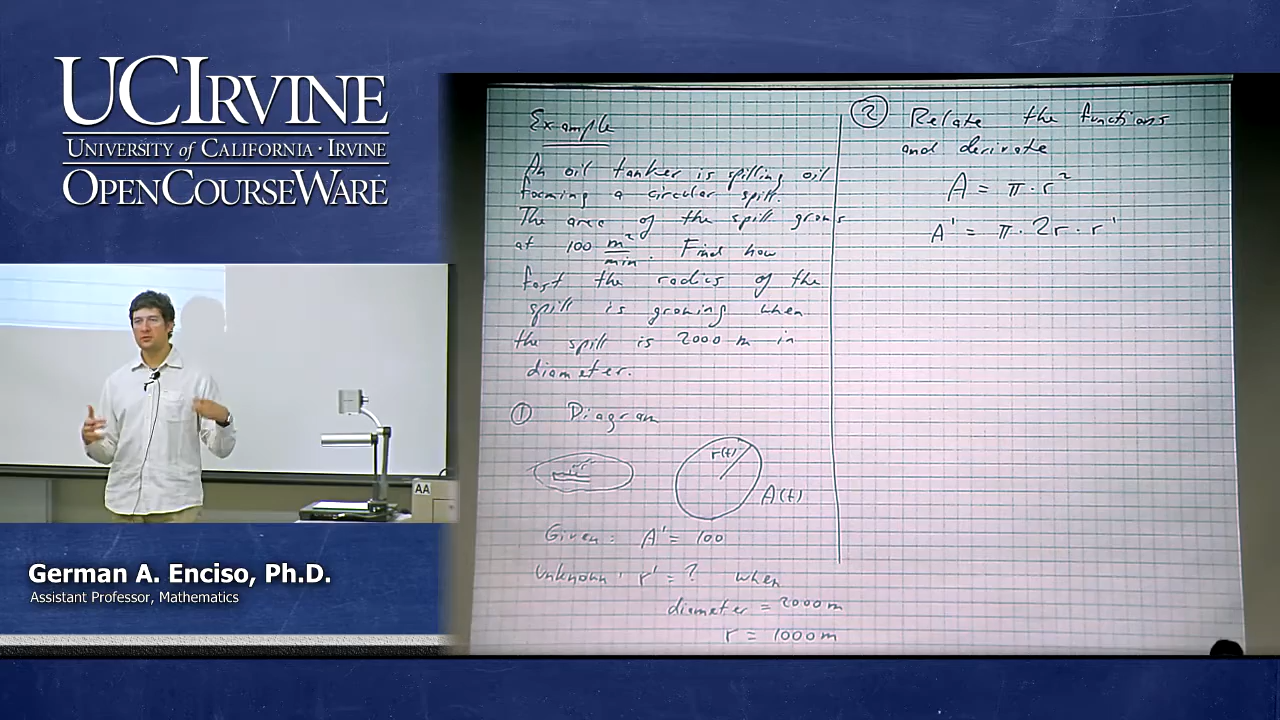 UCIRVINE
UNIVERSITY of CALIFORNIA · IRVINE
OPENCOURSEWARE
AA
German A. Enciso, Ph.D.
Assistant Professor, Mathematics
Example
An oil tanker is spilling oil
forming a circular spill.
The area of the spill grows
at 100 m²/min. Find how
fast the radius of the
spill is growing when
the spill is 2000 m in
diameter.
① Diagram
r(t)
A(t)
Given: A' = 100
Unknown: r' = ? when
diameter = 2000 m
r = 1000 m
② Relate the functions
and derivate
A = π · r²
A' = π · 2r · r'